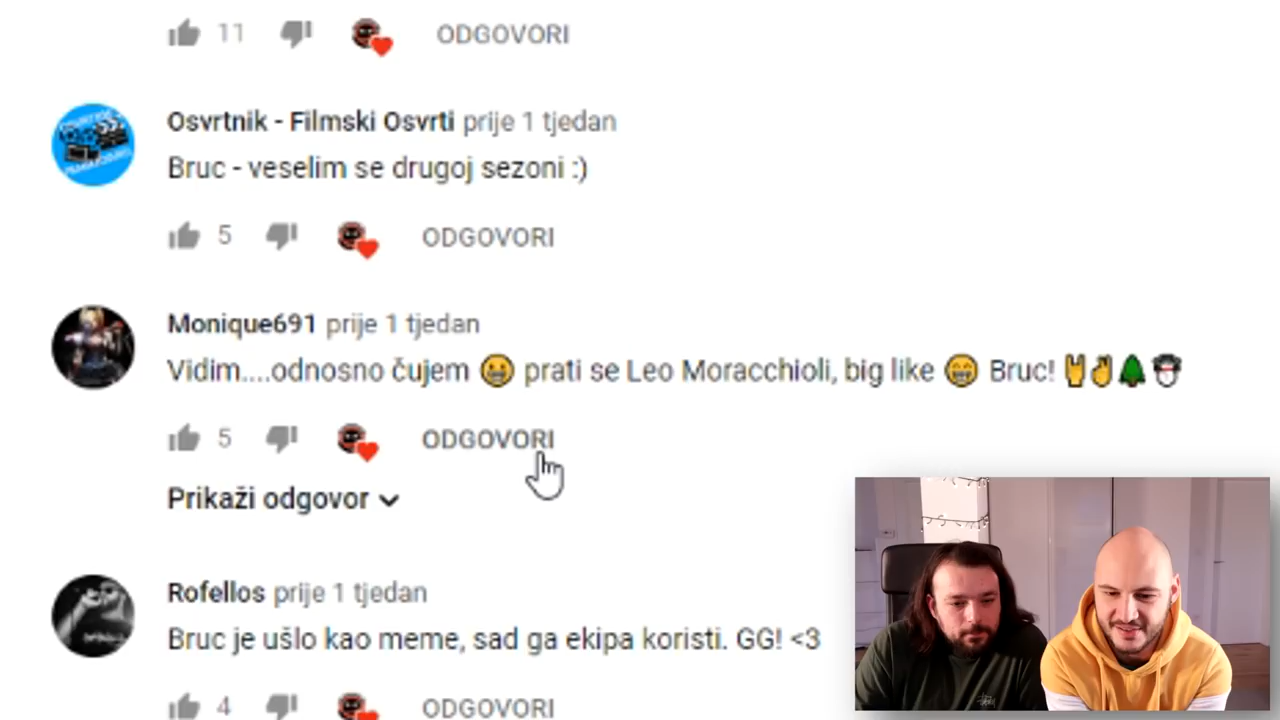 11 ODGOVORI
Osvrtnik - Filmski Osvrti prije 1 tjedan
Bruc - veselim se drugoj sezoni :)
5 ODGOVORI
Monique691 prije 1 tjedan
Vidim....odnosno čujem 😀 prati se Leo Moracchioli, big like 😁 Bruc! 🤘✌🌲☃
5 ODGOVORI
Prikaži odgovor
Rofellos prije 1 tjedan
Bruc je ušlo kao meme, sad ga ekipa koristi. GG! <3
4 ODGOVORI